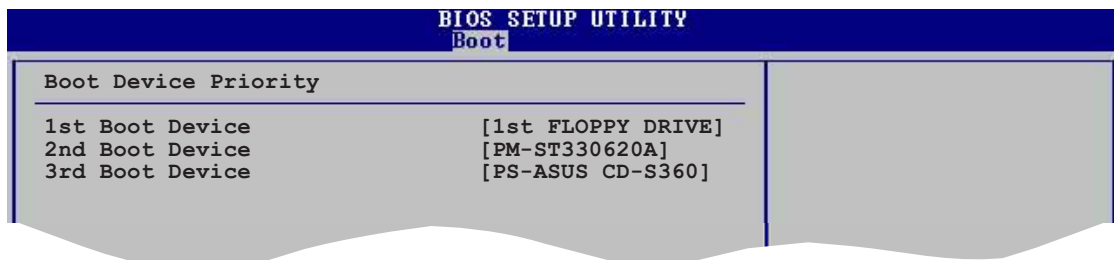 BIOS SETUP UTILITY
Boot
Boot Device Priority
1st Boot Device [1st FLOPPY DRIVE]
2nd Boot Device [PM-ST330620A]
3rd Boot Device [PS-ASUS CD-S360]